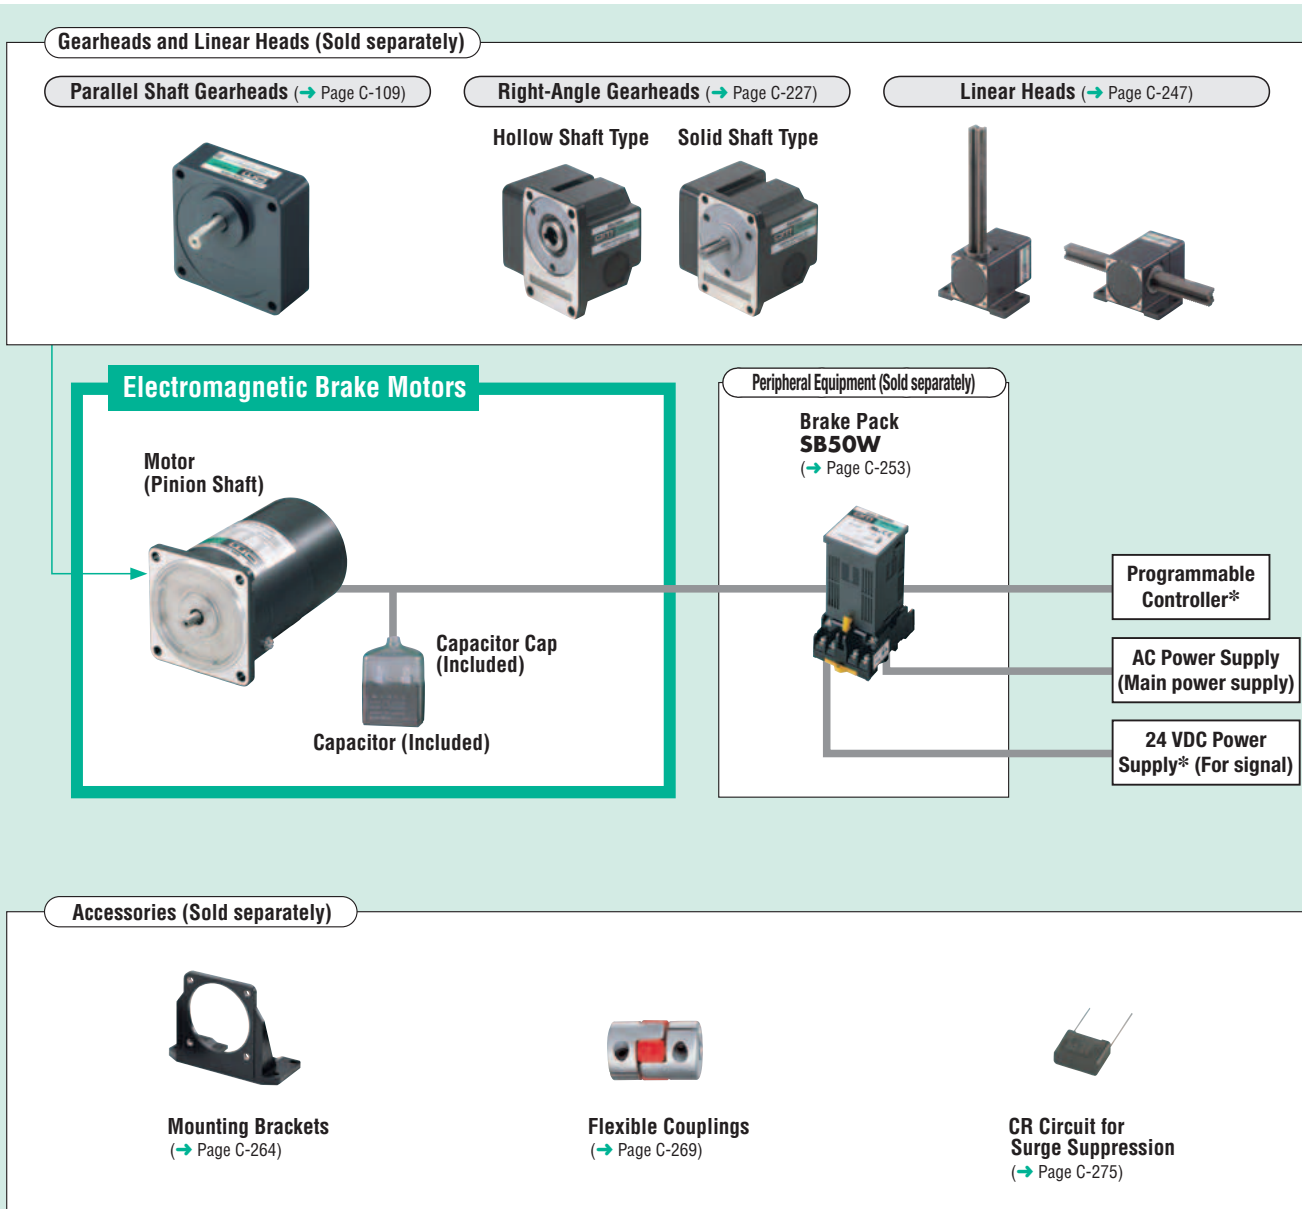 Gearheads and Linear Heads (Sold separately)
Parallel Shaft Gearheads (➜ Page C-109)
Right-Angle Gearheads (➜ Page C-227)
Linear Heads (➜ Page C-247)
Hollow Shaft Type
Solid Shaft Type
Electromagnetic Brake Motors
Peripheral Equipment (Sold separately)
Brake Pack
SB50W
(➜ Page C-253)
Motor
(Pinion Shaft)
Programmable
Controller*
Capacitor Cap
(Included)
AC Power Supply
(Main power supply)
Capacitor (Included)
24 VDC Power
Supply* (For signal)
Accessories (Sold separately)
Mounting Brackets
(➜ Page C-264)
Flexible Couplings
(➜ Page C-269)
CR Circuit for
Surge Suppression
(➜ Page C-275)